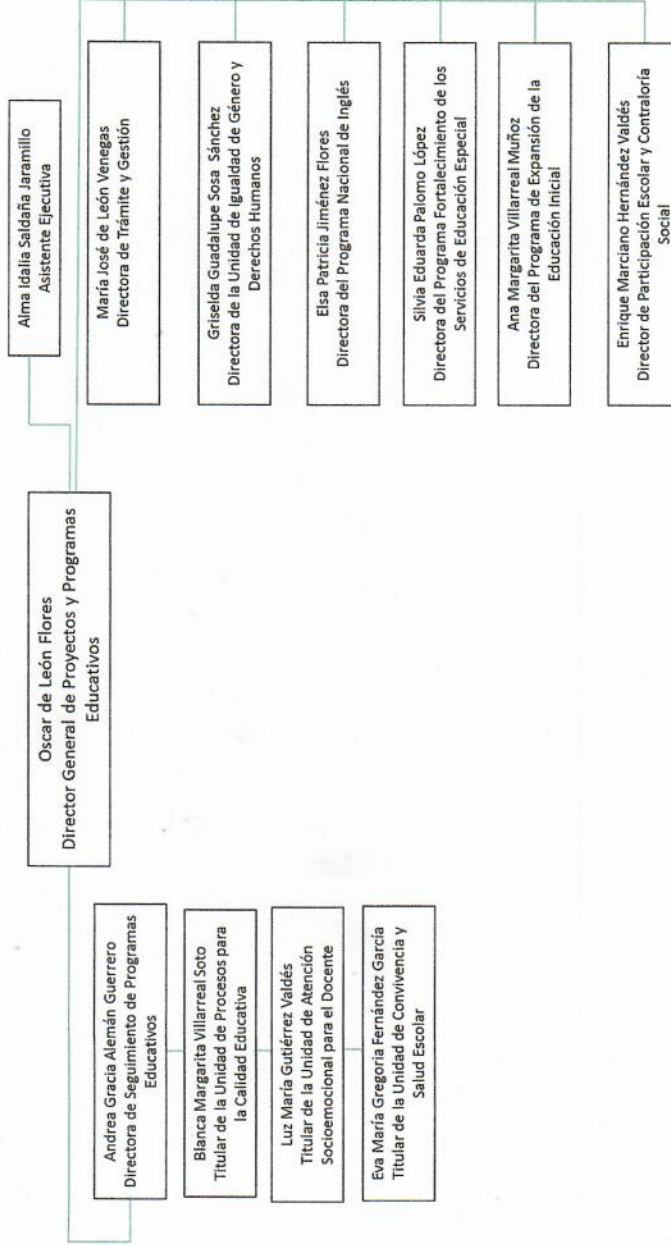 Oscar de León Flores
Director General de Proyectos y Programas
Educativos
Alma Idalia Saldaña Jaramillo
Asistente Ejecutiva
Andrea Gracia Alemán Guerrero
Directora de Seguimiento de Programas
Educativos
Blanca Margarita Villarreal Soto
Titular de la Unidad de Procesos para
la Calidad Educativa
Luz María Gutiérrez Valdés
Titular de la Unidad de Atención
Socioemocional para el Docente
Eva María Gregoria Fernández García
Titular de la Unidad de Convivencia y
Salud Escolar
María José de León Venegas
Directora de Trámite y Gestión
Griselda Guadalupe Sosa Sánchez
Directora de la Unidad de Igualdad de Género y
Derechos Humanos
Elsa Patricia Jiménez Flores
Directora del Programa Nacional de Inglés
Silvia Eduarda Palomo López
Directora del Programa Fortalecimiento de los
Servicios de Educación Especial
Ana Margarita Villarreal Muñoz
Directora del Programa de Expansión de la
Educación Inicial
Enrique Marciano Hernández Valdés
Director de Participación Escolar y Contraloría
Social